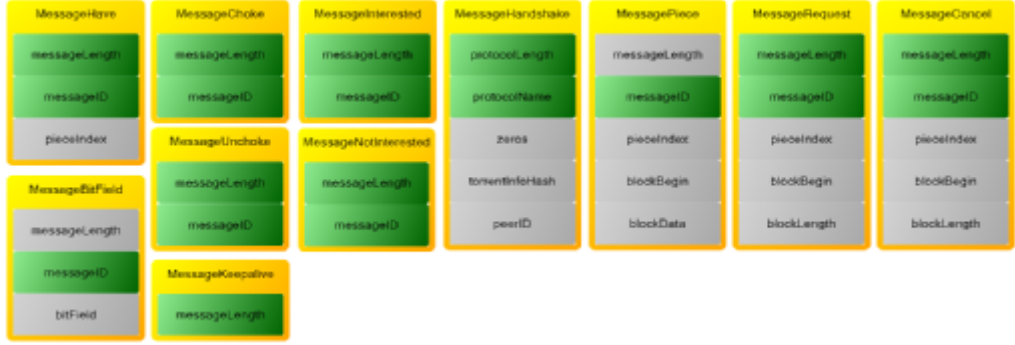 MessageHave
messageLength
messageID
pieceIndex
MessageBitField
messageLength
messageID
bitField
MessageChoke
messageLength
messageID
MessageUnchoke
messageLength
messageID
MessageKeepalive
messageLength
MessageInterested
messageLength
messageID
MessageNotInterested
messageLength
messageID
MessageHandshake
protocolLength
protocolName
zeros
torrentInfoHash
peerID
MessagePiece
messageLength
messageID
pieceIndex
blockBegin
blockData
MessageRequest
messageLength
messageID
pieceIndex
blockBegin
blockLength
MessageCancel
messageLength
messageID
pieceIndex
blockBegin
blockLength